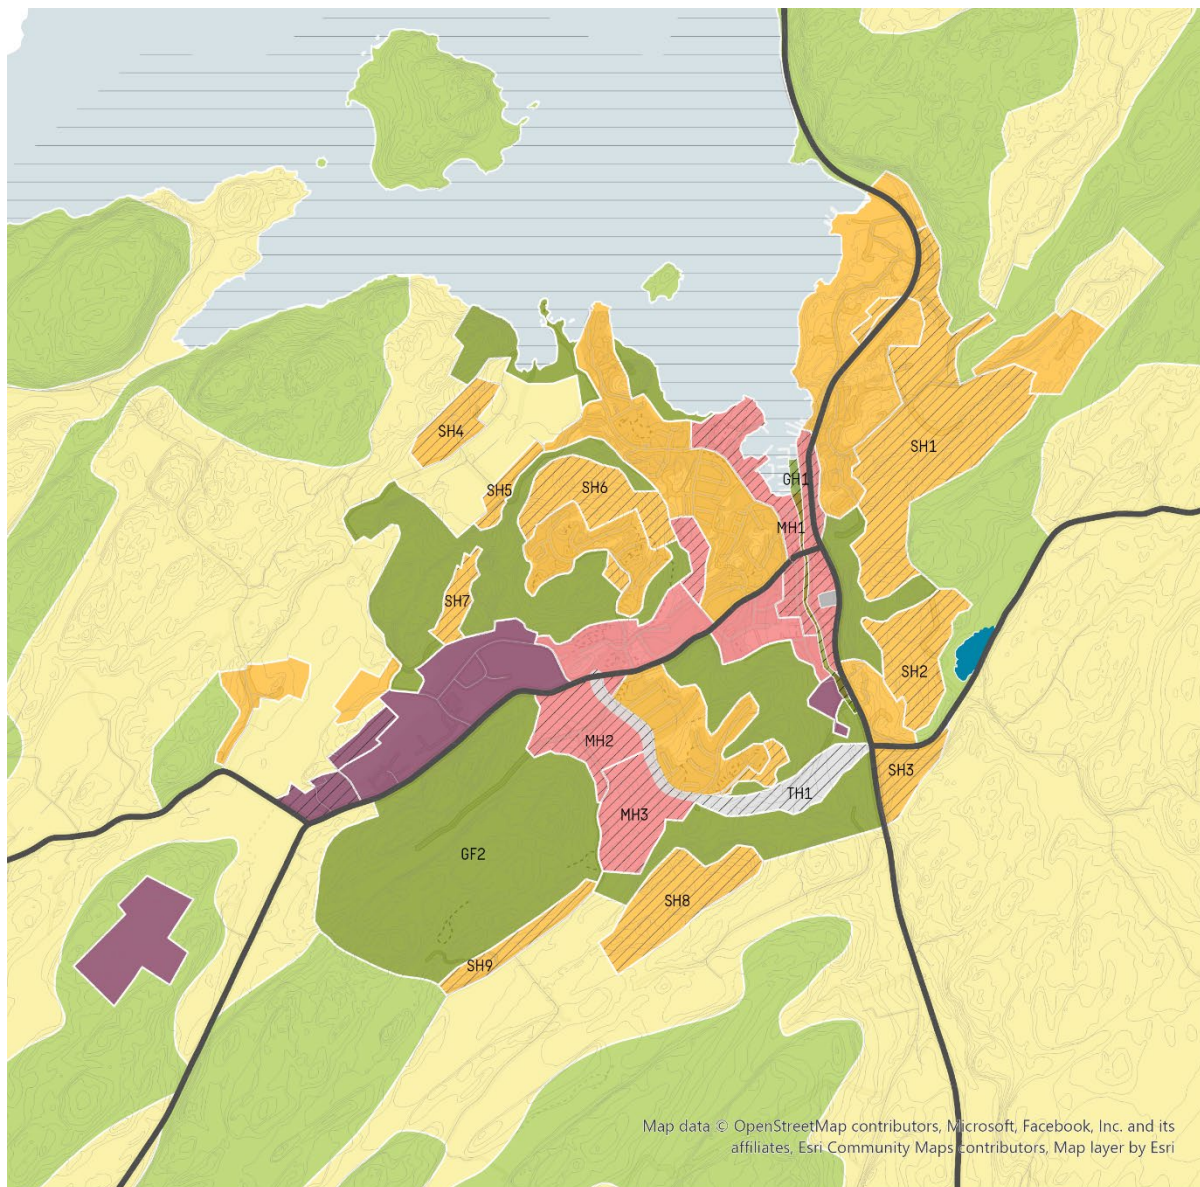 SH4
SH1
SH5
SH6
GH1
MH1
SH7
SH2
MH2
SH3
TH1
MH3
GF2
SH8
SH9
Map data © OpenStreetMap contributors, Microsoft, Facebook, Inc. and its
affiliates, Esri Community Maps contributors, Map layer by Esri